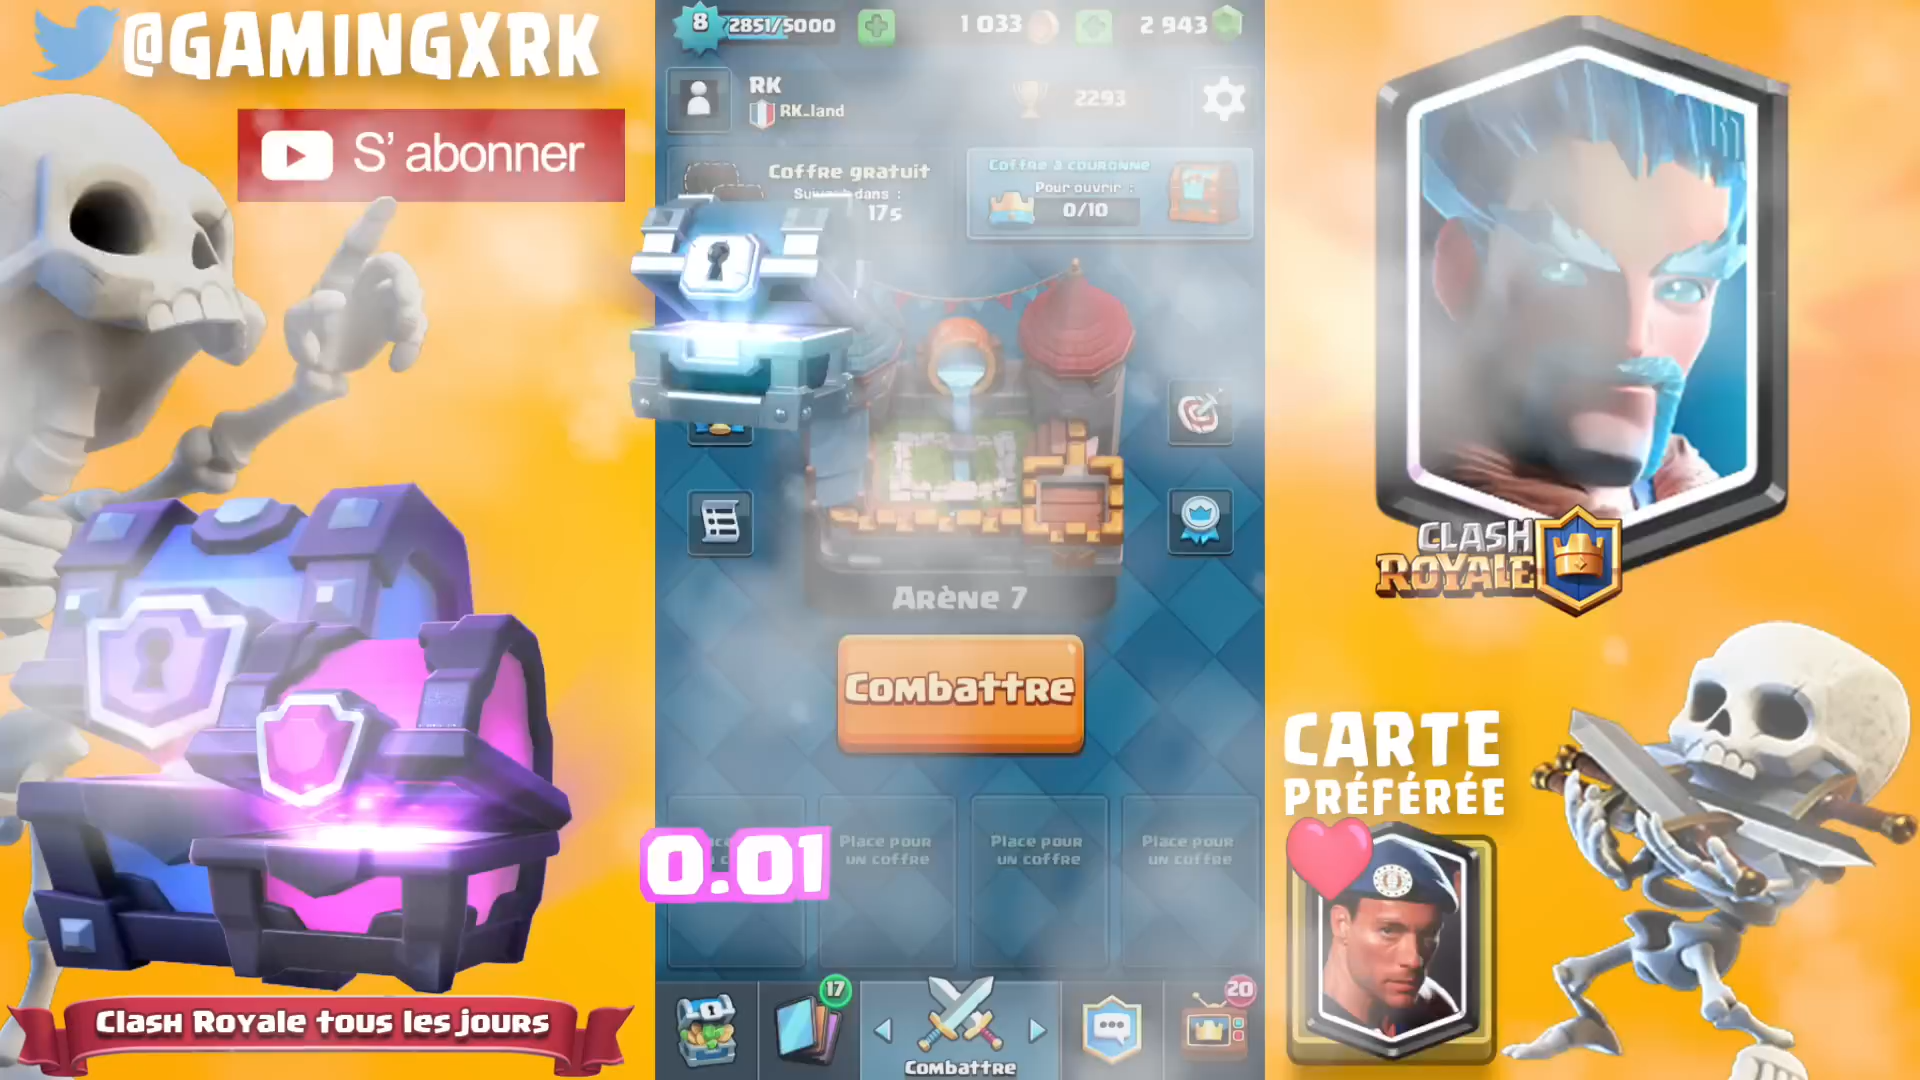 @GAMINGXRK
S'abonner
8
2851/5000
1 033
2 943
RK
RK_land
2293
Coffre gratuit
dans :
17s
Coffre à couronne
Pour ouvrir :
0/10
Arène 7
Combattre
0.01
Place pour
un coffre
Place pour
un coffre
Place pour
un coffre
17
20
Combattre
Clash Royale tous les jours
CLASH
ROYALE
CARTE
PRÉFÉRÉE